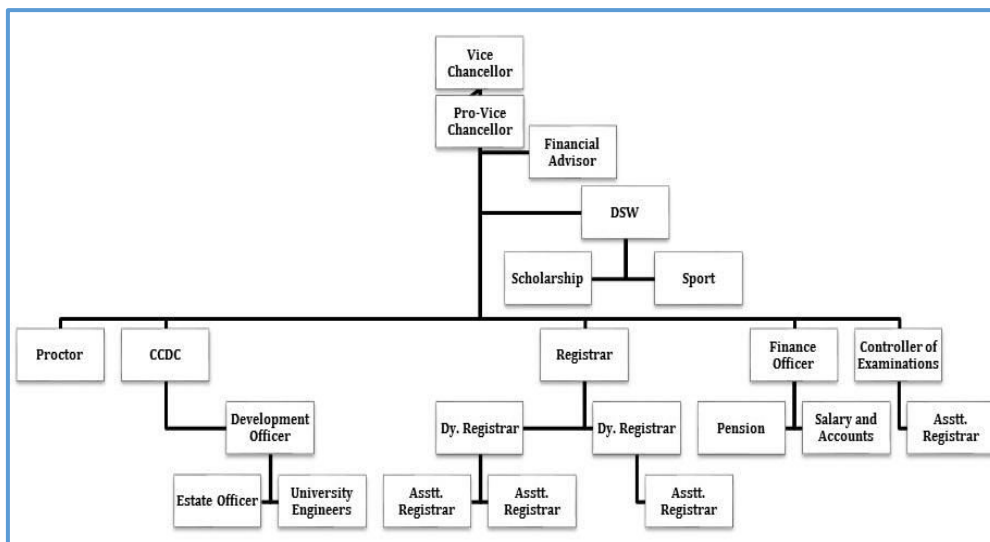 Vice
Chancellor
Pro-Vice
Chancellor
Financial
Advisor
DSW
Scholarship
Sport
Proctor
CCDC
Registrar
Finance
Officer
Controller of
Examinations
Development
Officer
Dy. Registrar
Dy. Registrar
Pension
Salary and
Accounts
Asstt.
Registrar
Estate Officer
University
Engineers
Asstt.
Registrar
Asstt.
Registrar
Asstt.
Registrar